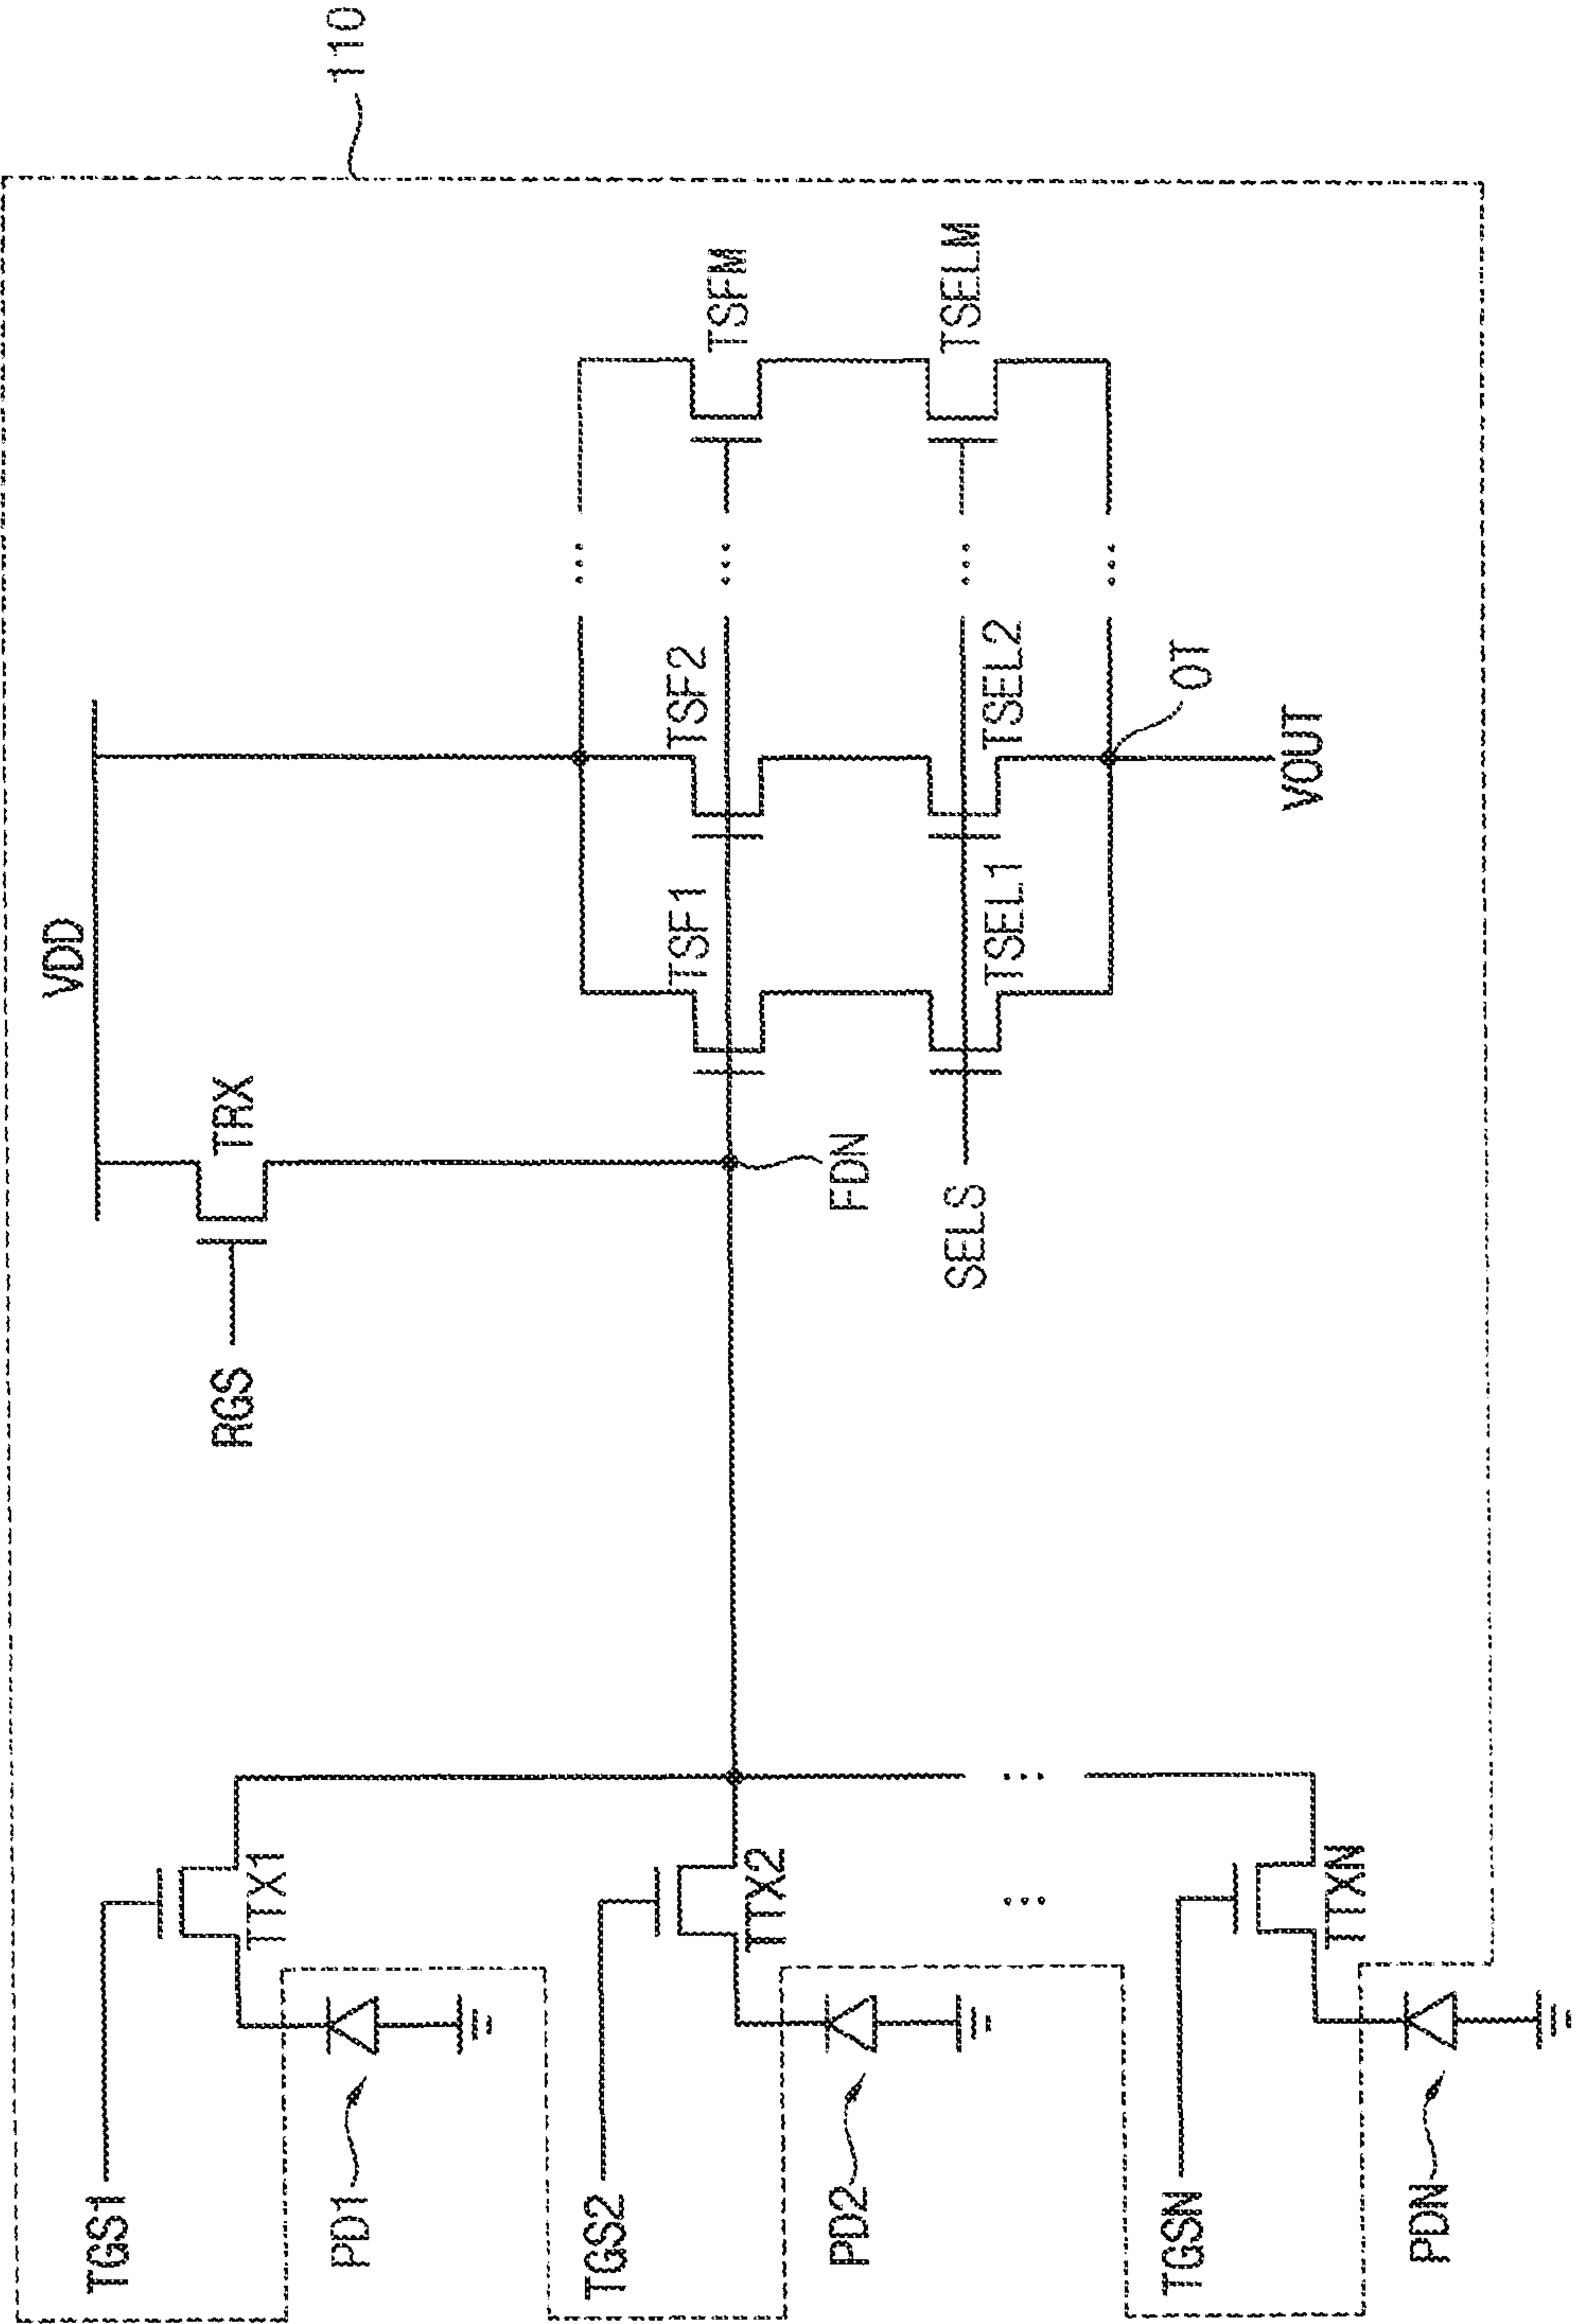 110
VDD
RGS
TRX
TSF1
TSF2
TSFM
FDN
SELS
TSEL1
TSEL2
TSELM
OT
VOUT
TGS1
TTX1
PD1
TGS2
TTX2
PD2
TGSN
TTXN
PDN
...
...
...
...
...
...